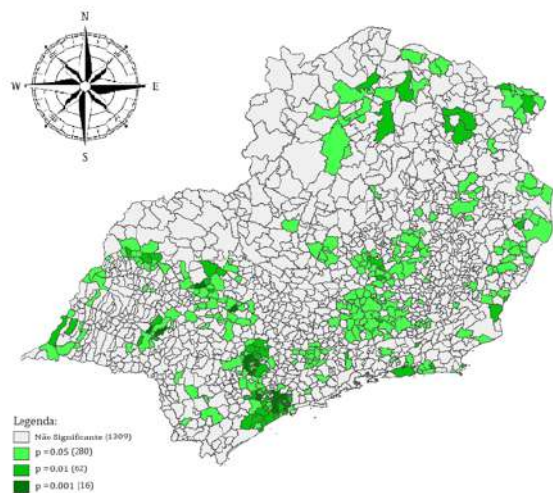 N
W E
S
Legenda:
Não Significante (1309)
p = 0.05 (280)
p = 0.01 (62)
p = 0.001 (16)